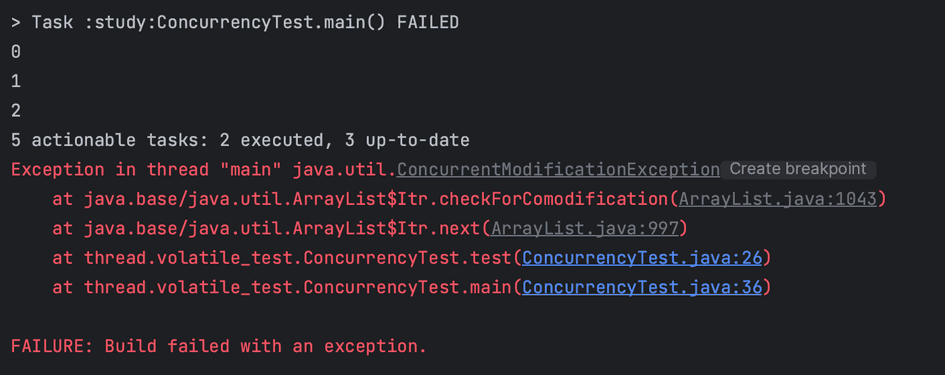 > Task :study:ConcurrencyTest.main() FAILED
0
1
2
5 actionable tasks: 2 executed, 3 up-to-date
Exception in thread "main" java.util.ConcurrentModificationException Create breakpoint
    at java.base/java.util.ArrayList$Itr.checkForComodification(ArrayList.java:1043)
    at java.base/java.util.ArrayList$Itr.next(ArrayList.java:997)
    at thread.volatile_test.ConcurrencyTest.test(ConcurrencyTest.java:26)
    at thread.volatile_test.ConcurrencyTest.main(ConcurrencyTest.java:36)
FAILURE: Build failed with an exception.